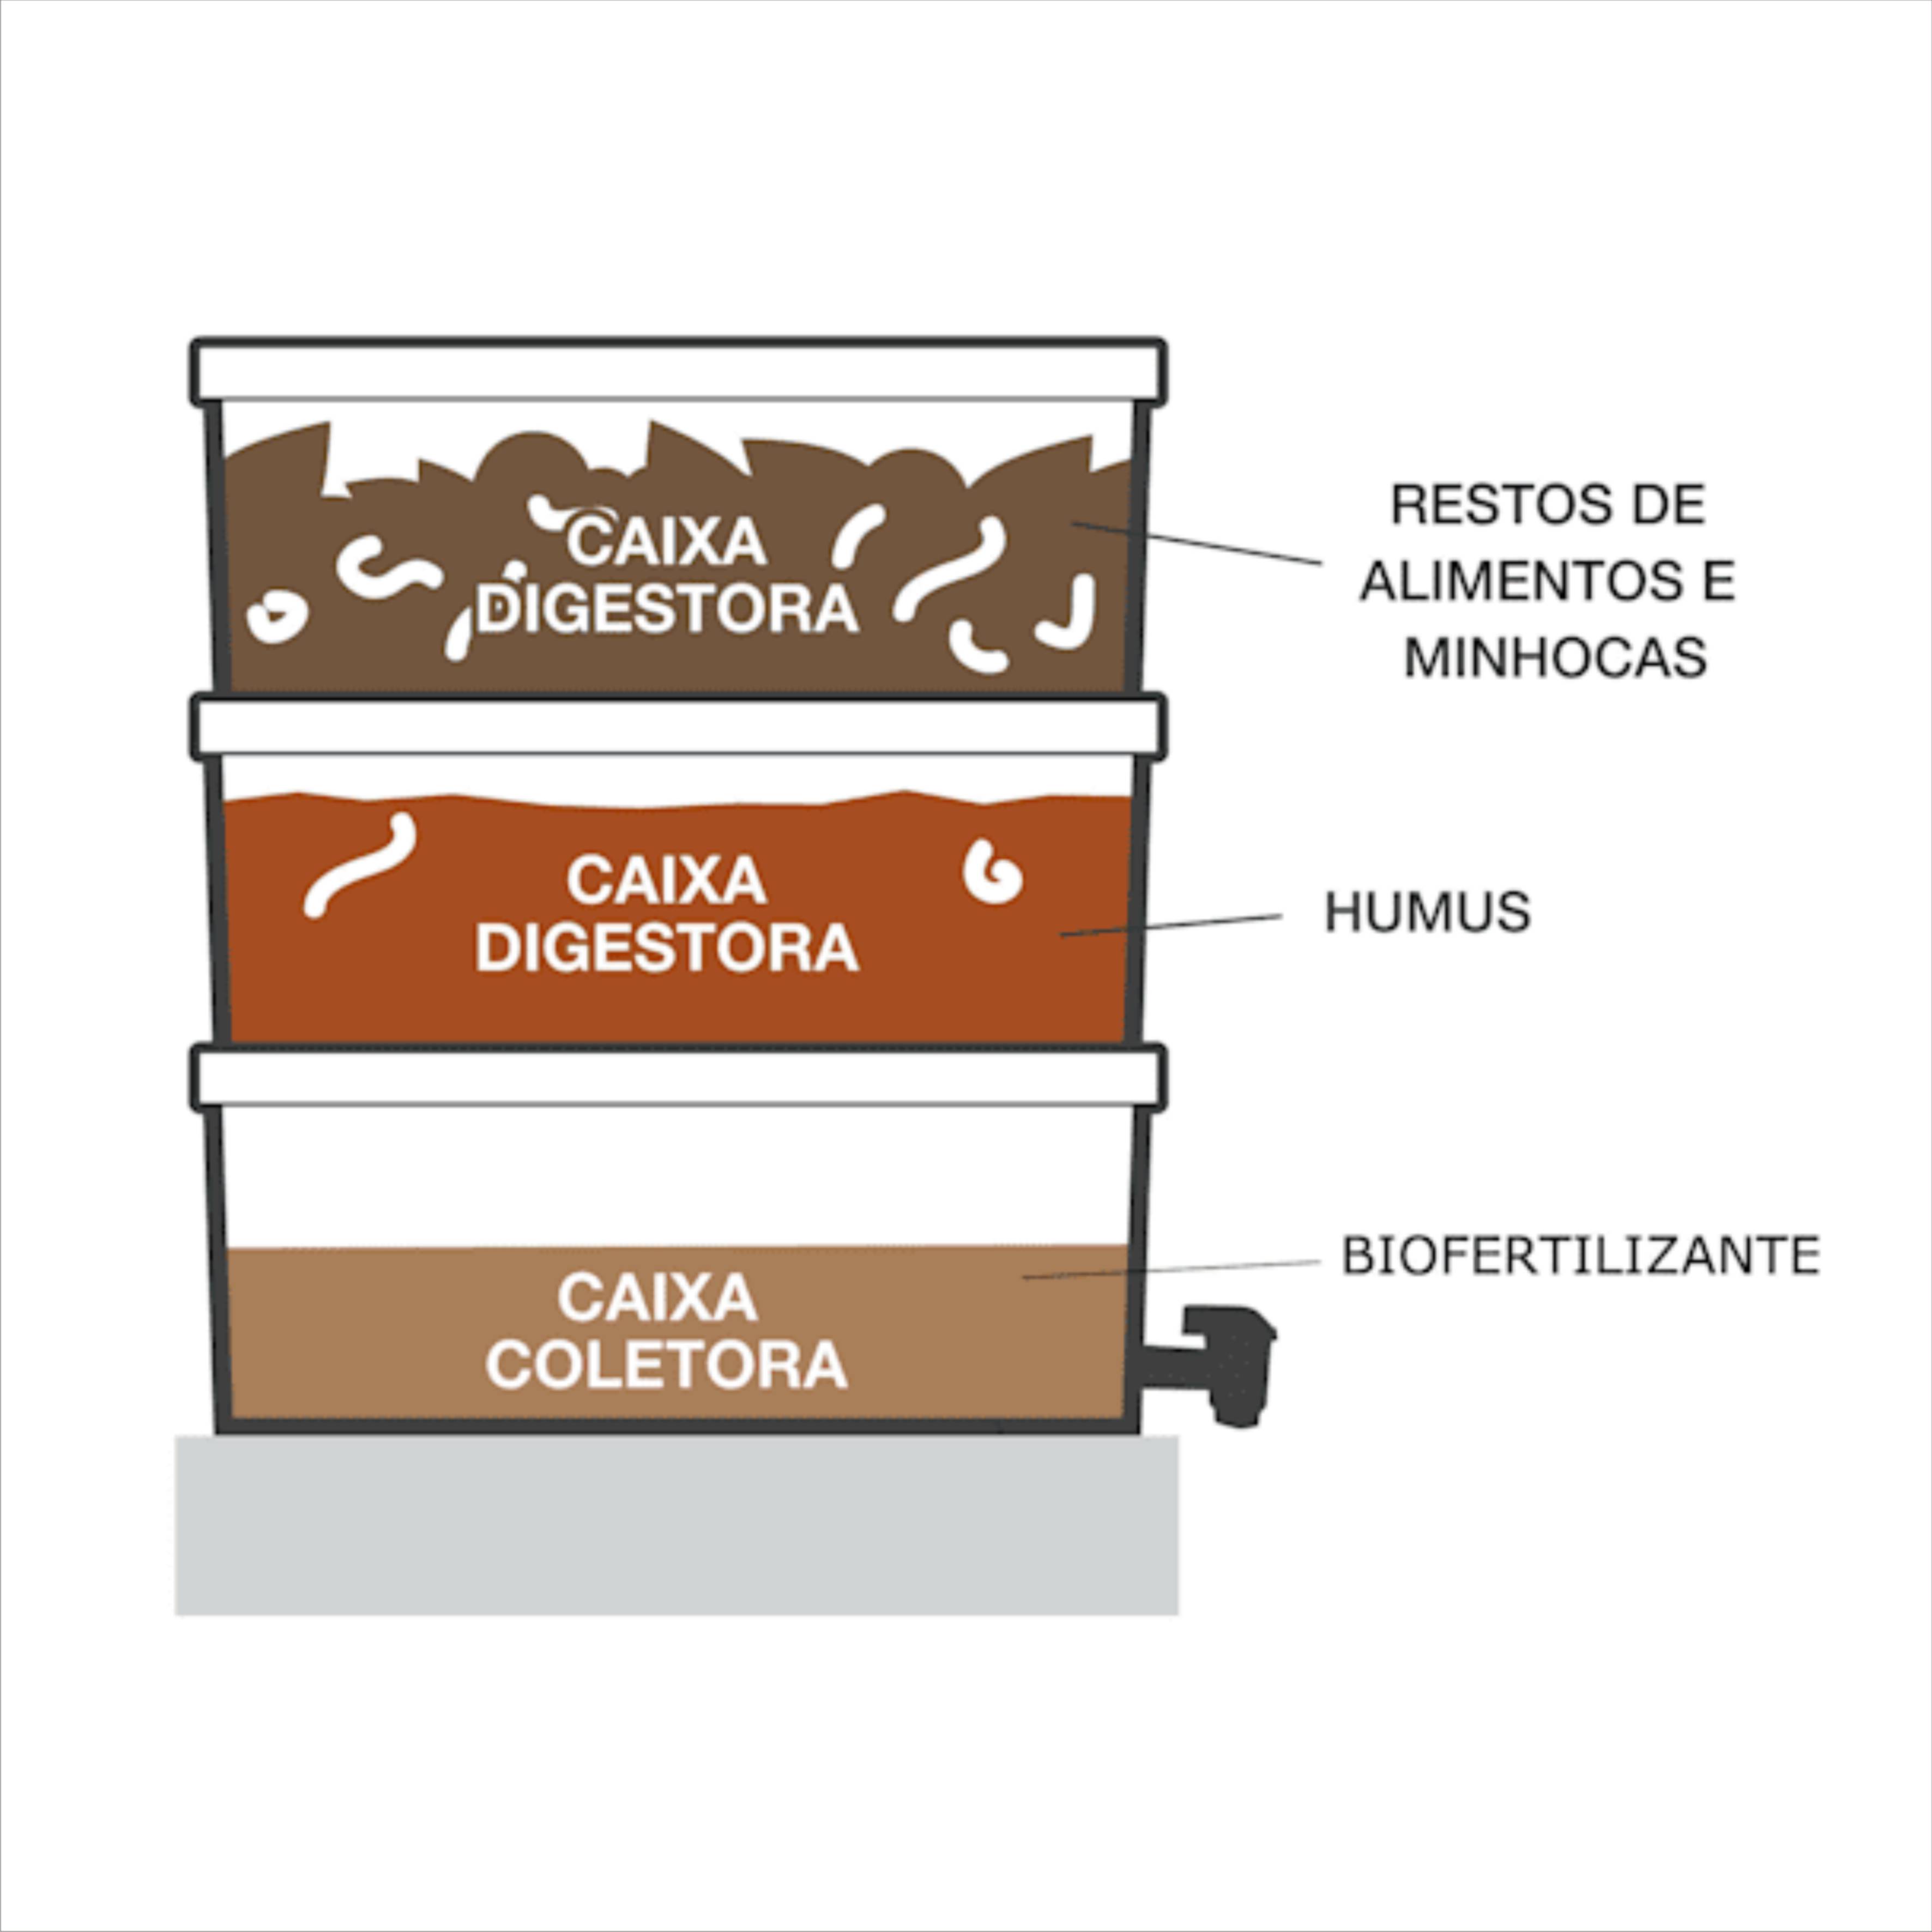 CAIXA
DIGESTORA
RESTOS DE
ALIMENTOS E
MINHOCAS
CAIXA
DIGESTORA
HUMUS
BIOFERTILIZANTE
CAIXA
COLETORA